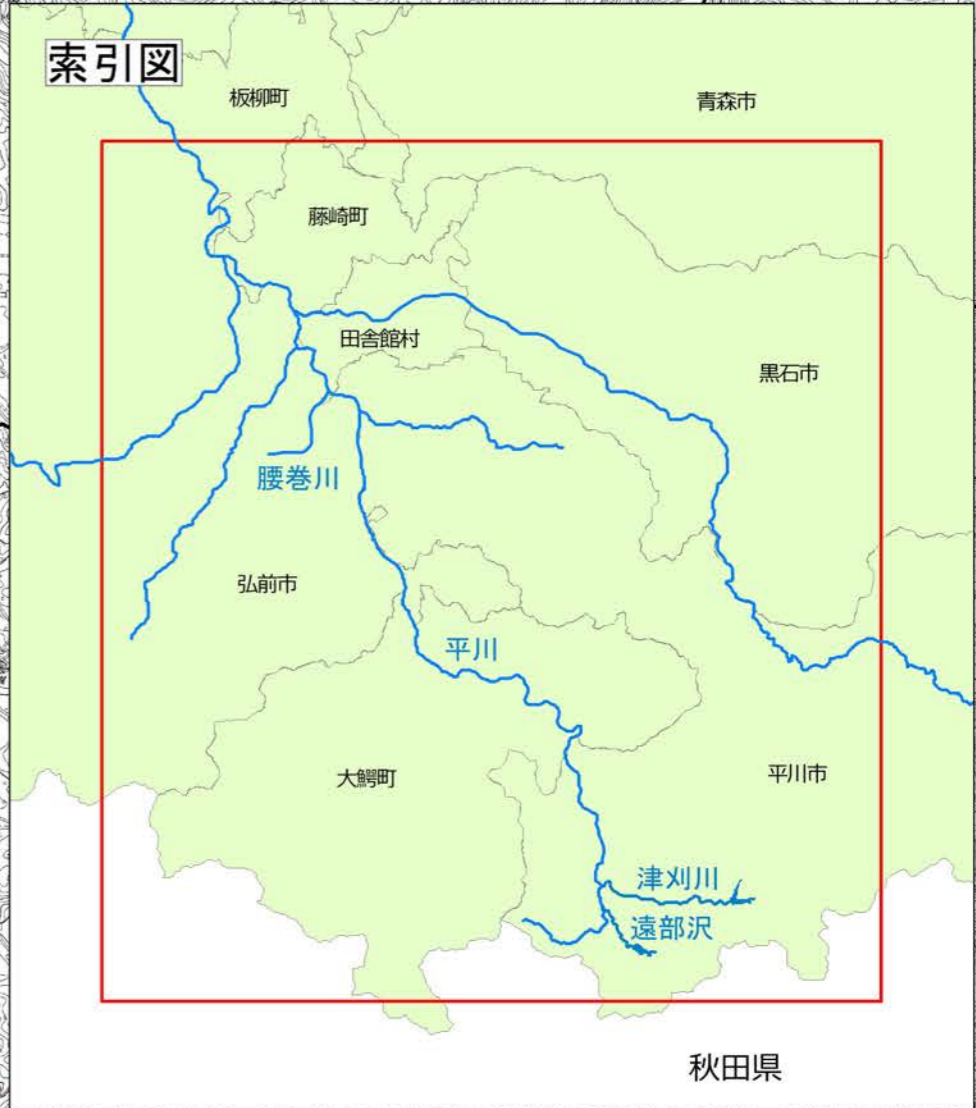 索引図
板柳町
青森市
藤崎町
田舎館村
黒石市
腰巻川
弘前市
平川
大鰐町
平川市
津刈川
遠部沢
秋田県